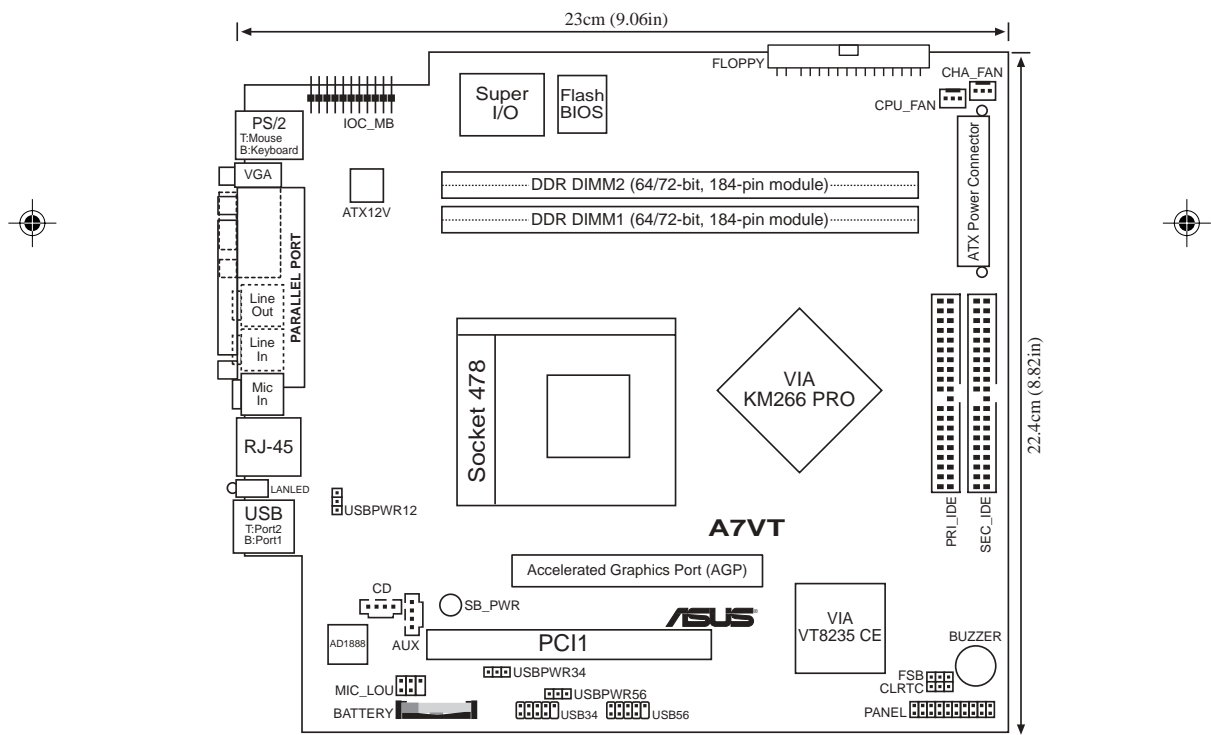 23cm (9.06in)
FLOPPY
CHA_FAN
CPU_FAN
Super
I/O
Flash
BIOS
IOC_MB
PS/2
T:Mouse
B:Keyboard
VGA
ATX12V
DDR DIMM2 (64/72-bit, 184-pin module)
DDR DIMM1 (64/72-bit, 184-pin module)
ATX Power Connector
PARALLEL PORT
Line
Out
Line
In
Mic
In
RJ-45
LANLED
USB
T:Port2
B:Port1
USBPWR12
Socket 478
VIA
KM266 PRO
22.4cm (8.82in)
PRI_IDE
SEC_IDE
A7VT
Accelerated Graphics Port (AGP)
CD
AUX
SB_PWR
ASUS®
AD1888
PCI1
VIA
VT8235 CE
BUZZER
USBPWR34
FSB
CLRTC
MIC_LOU
USBPWR56
BATTERY
USB34
USB56
PANEL